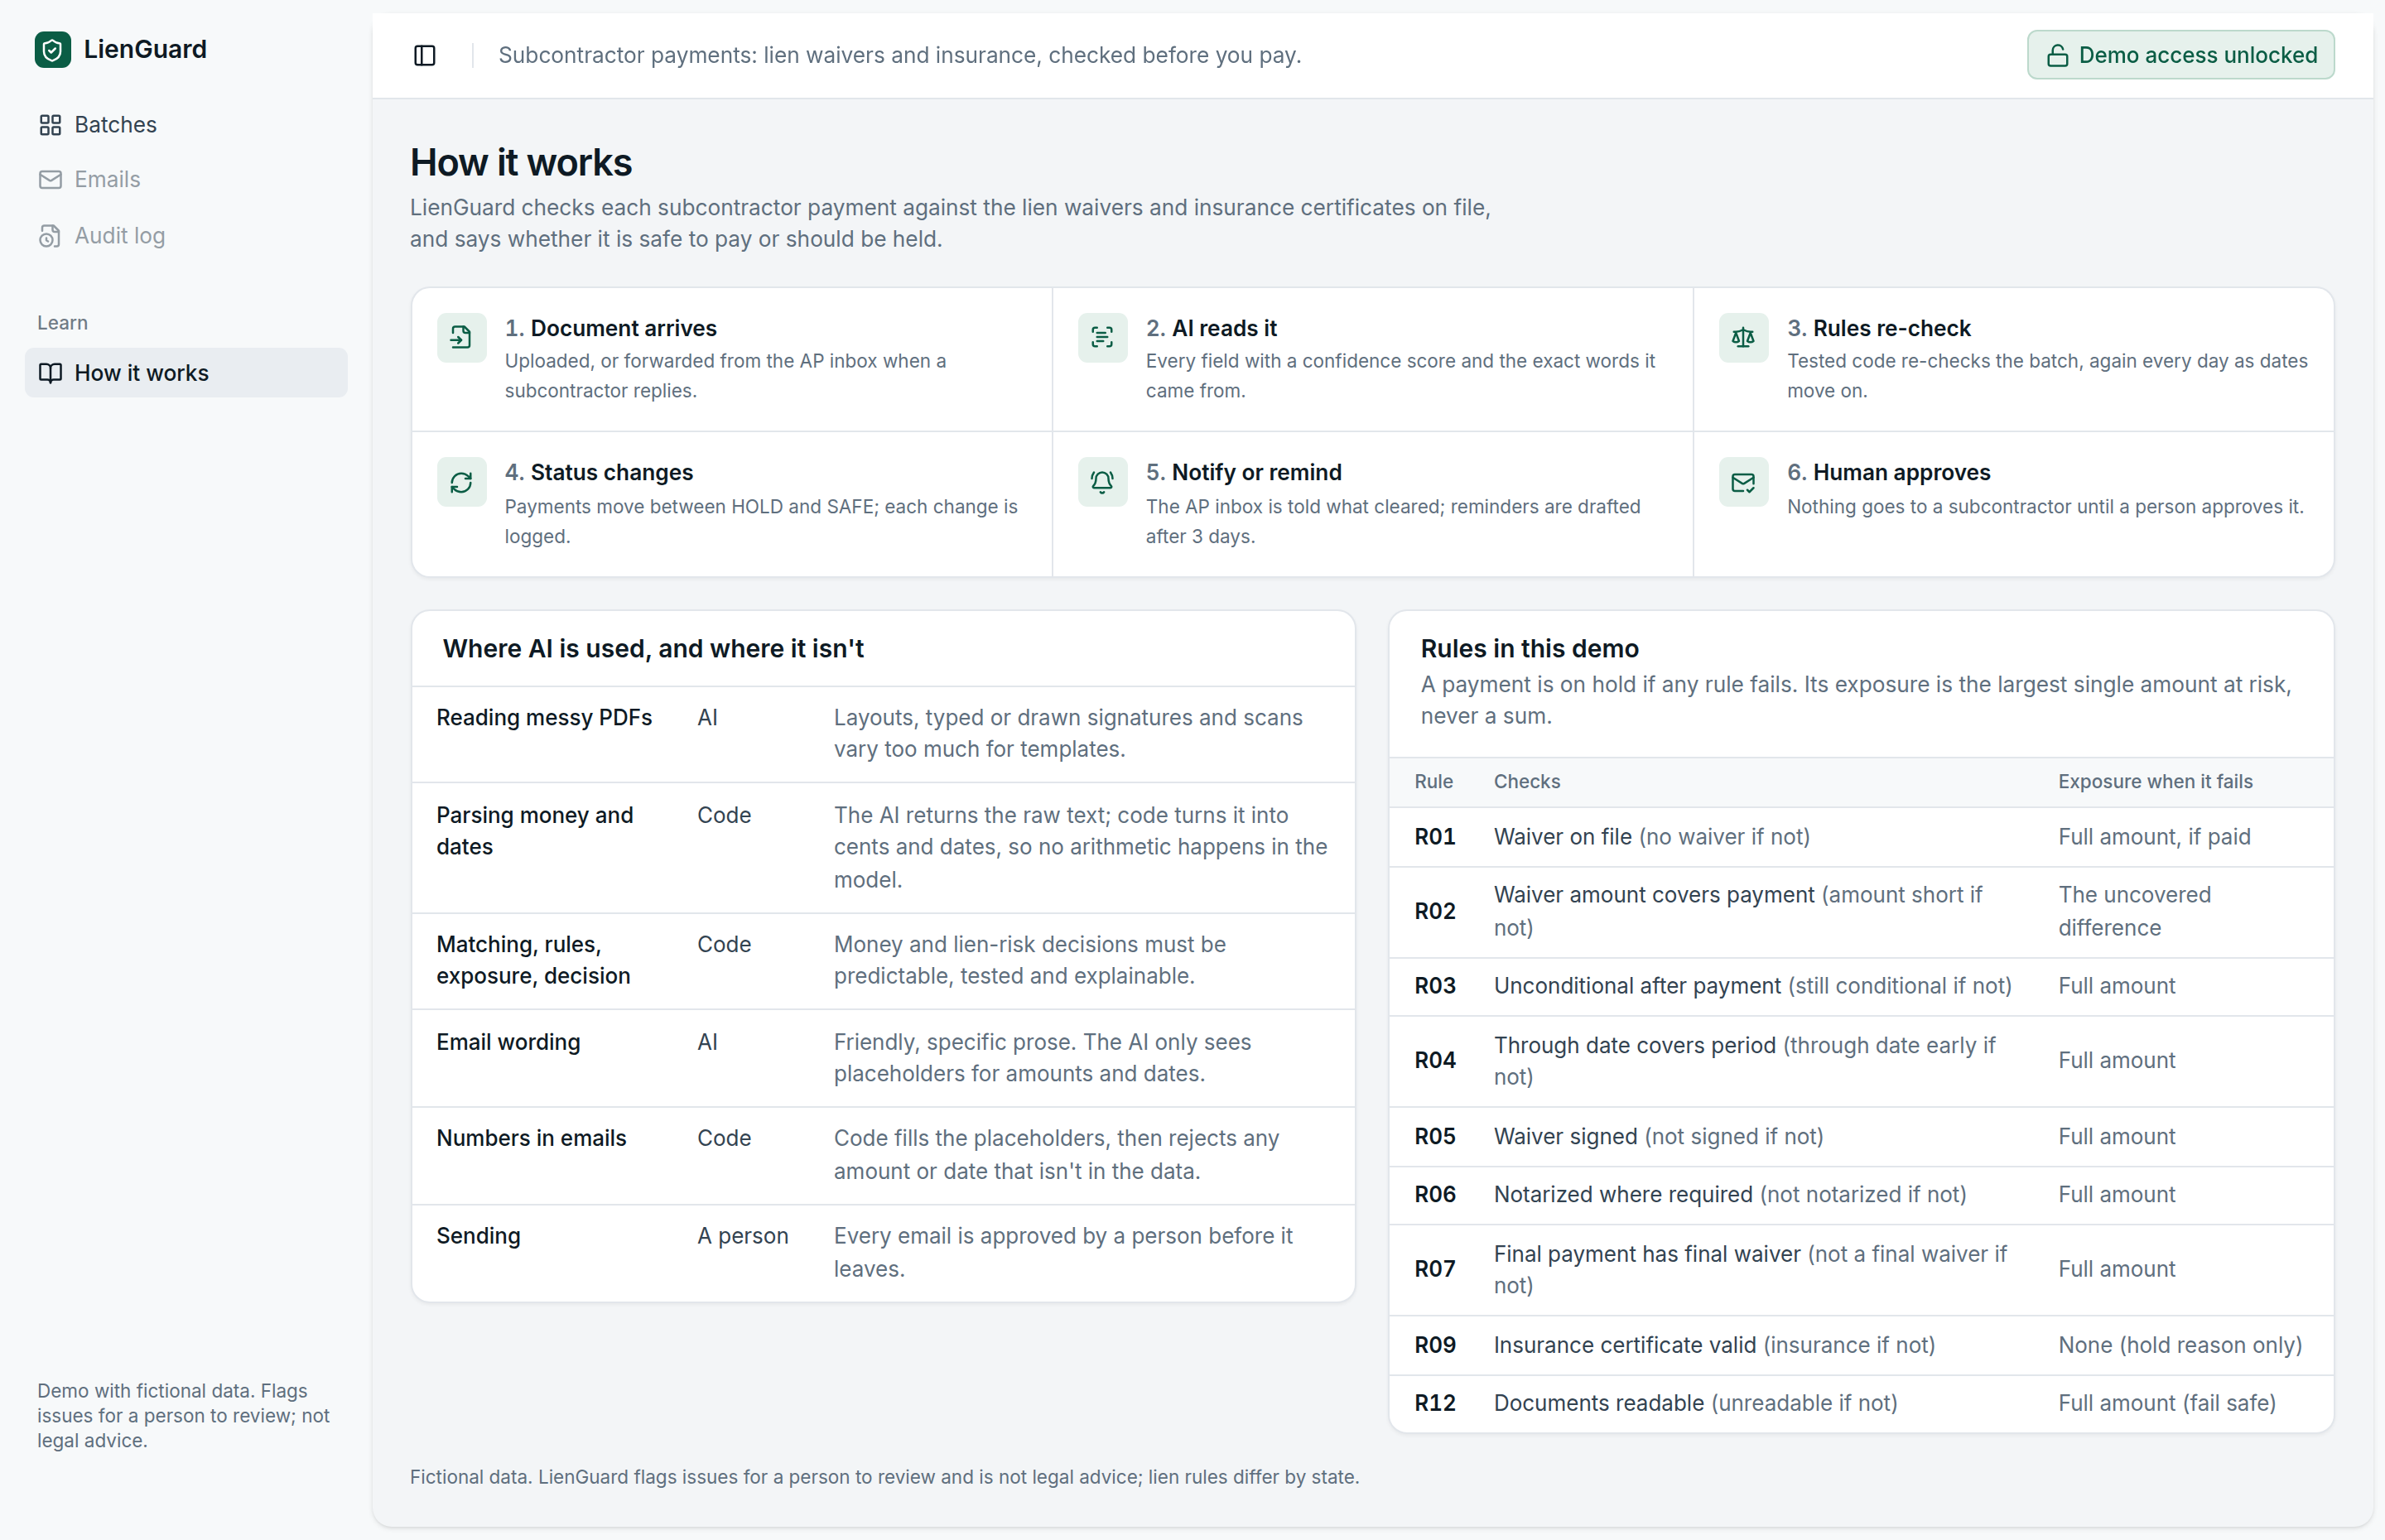 LienGuard
Batches
Emails
Audit log
Learn
How it works
Demo with fictional data. Flags
issues for a person to review; not
legal advice.
Subcontractor payments: lien waivers and insurance, checked before you pay.
Demo access unlocked
How it works
LienGuard checks each subcontractor payment against the lien waivers and insurance certificates on file,
and says whether it is safe to pay or should be held.
1. Document arrives
Uploaded, or forwarded from the AP inbox when a
subcontractor replies.
2. AI reads it
Every field with a confidence score and the exact words it
came from.
3. Rules re-check
Tested code re-checks the batch, again every day as dates
move on.
4. Status changes
Payments move between HOLD and SAFE; each change is
logged.
5. Notify or remind
The AP inbox is told what cleared; reminders are drafted
after 3 days.
6. Human approves
Nothing goes to a subcontractor until a person approves it.
Where AI is used, and where it isn't
Reading messy PDFs AI Layouts, typed or drawn signatures and scans
vary too much for templates.
Parsing money and Code The AI returns the raw text; code turns it into
dates cents and dates, so no arithmetic happens in the
model.
Matching, rules, Code Money and lien-risk decisions must be
exposure, decision predictable, tested and explainable.
Email wording AI Friendly, specific prose. The AI only sees
placeholders for amounts and dates.
Numbers in emails Code Code fills the placeholders, then rejects any
amount or date that isn't in the data.
Sending A person Every email is approved by a person before it
leaves.
Rules in this demo
A payment is on hold if any rule fails. Its exposure is the largest single amount at risk,
never a sum.
Rule Checks Exposure when it fails
R01 Waiver on file (no waiver if not) Full amount, if paid
R02 Waiver amount covers payment (amount short if The uncovered
not) difference
R03 Unconditional after payment (still conditional if not) Full amount
R04 Through date covers period (through date early if Full amount
not)
R05 Waiver signed (not signed if not) Full amount
R06 Notarized where required (not notarized if not) Full amount
R07 Final payment has final waiver (not a final waiver if Full amount
not)
R09 Insurance certificate valid (insurance if not) None (hold reason only)
R12 Documents readable (unreadable if not) Full amount (fail safe)
Fictional data. LienGuard flags issues for a person to review and is not legal advice; lien rules differ by state.